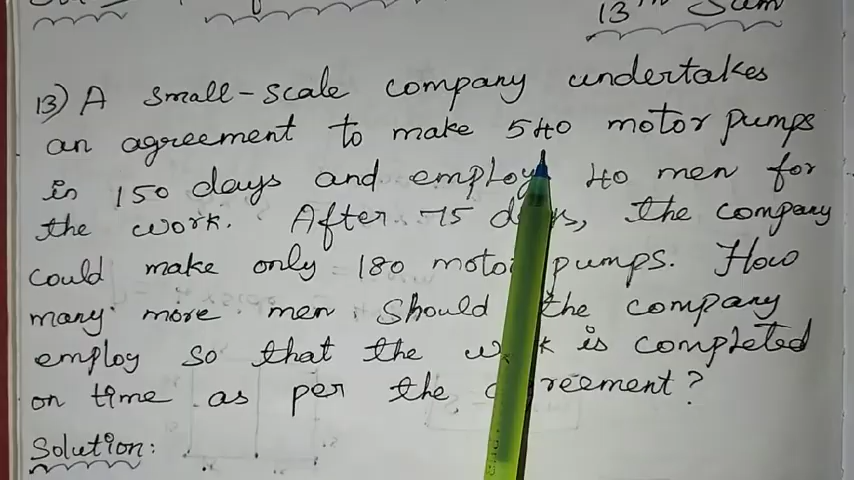 13th Sum
13) A small-scale company undertakes
an agreement to make 540 motor pumps
in 150 days and employ 40 men for
the work. After 75 days, the company
could make only 180 motor pumps. How
many more men should the company
employ so that the work is completed
on time as per the agreement?
Solution: